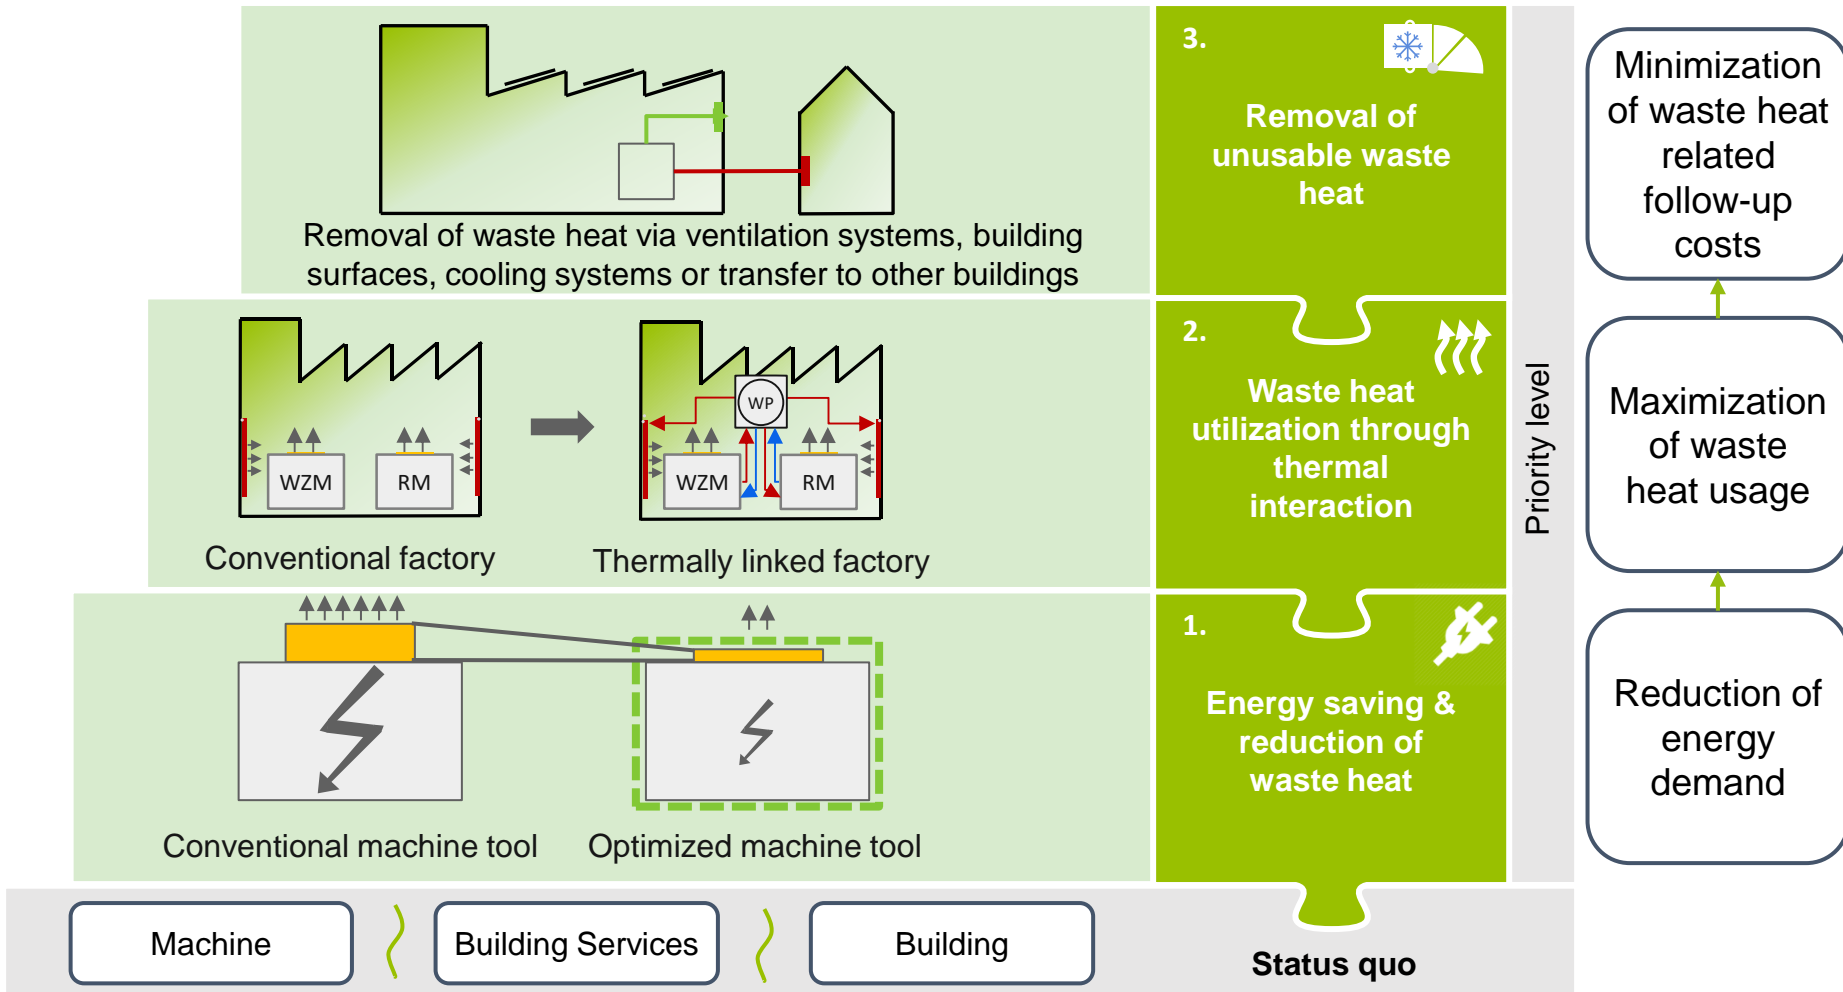 Removal of waste heat via ventilation systems, building
surfaces, cooling systems or transfer to other buildings
3.
Removal of
unusable waste
heat
Minimization
of waste heat
related
follow-up
costs
WZM
RM
Conventional factory
WP
WZM
RM
Thermally linked factory
2.
Waste heat
utilization through
thermal
interaction
Priority level
Maximization
of waste
heat usage
Conventional machine tool
Optimized machine tool
1.
Energy saving &
reduction of
waste heat
Reduction of
energy
demand
Machine
Building Services
Building
Status quo